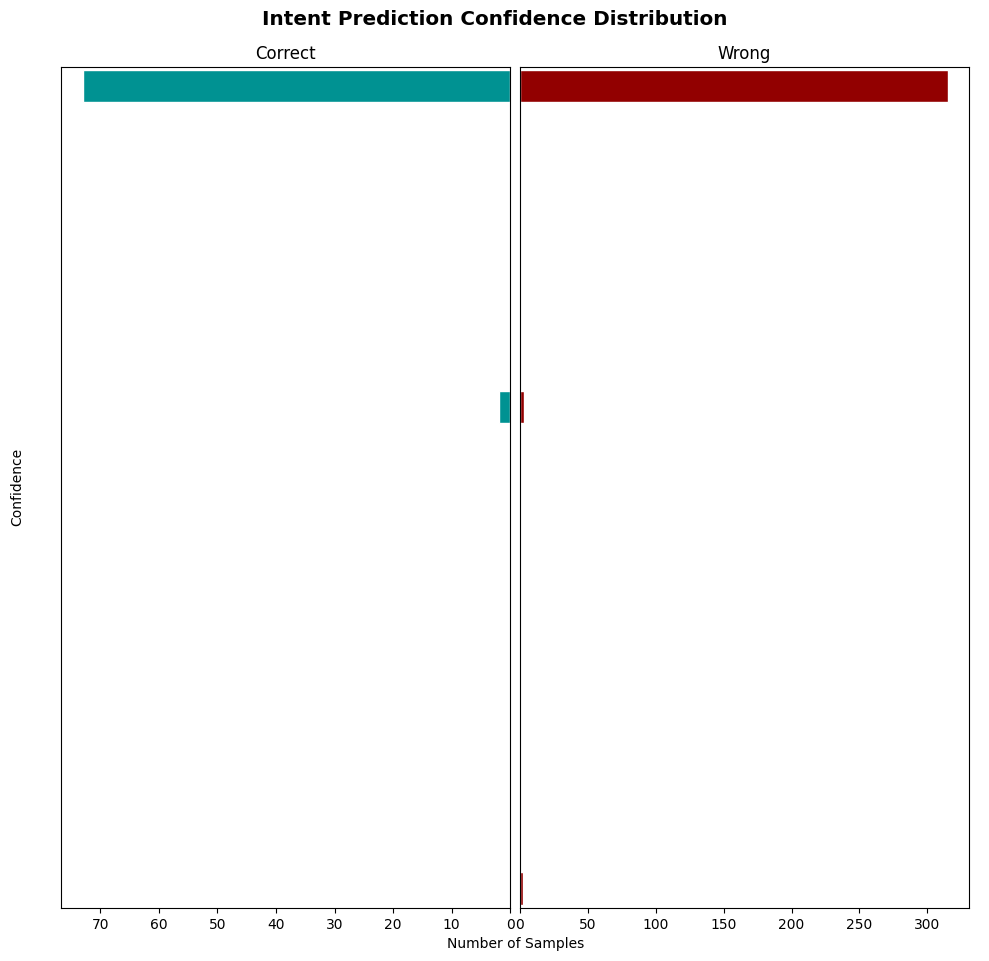 Intent Prediction Confidence Distribution
Correct
Wrong
Confidence
70 60 50 40 30 20 10 0
0 50 100 150 200 250 300
Number of Samples